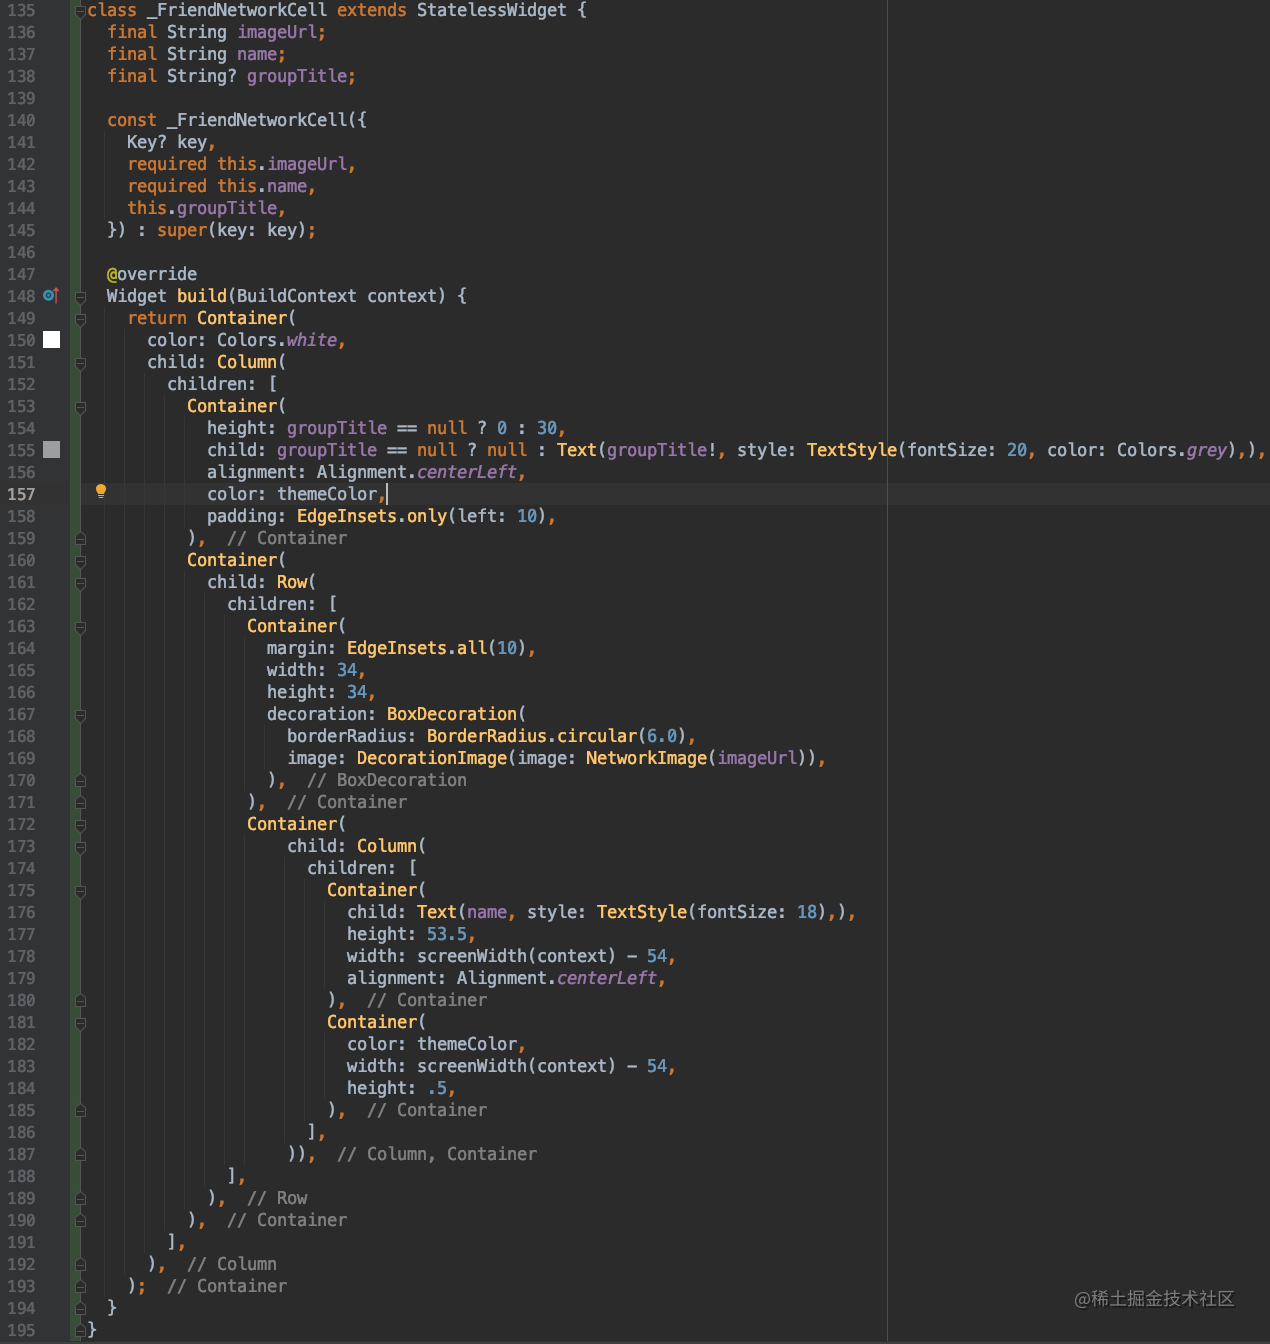 135 class _FriendNetworkCell extends StatelessWidget {
136   final String imageUrl;
137   final String name;
138   final String? groupTitle;
139
140   const _FriendNetworkCell({
141     Key? key,
142     required this.imageUrl,
143     required this.name,
144     this.groupTitle,
145   }) : super(key: key);
146
147   @override
148   Widget build(BuildContext context) {
149     return Container(
150       color: Colors.white,
151       child: Column(
152         children: [
153           Container(
154             height: groupTitle == null ? 0 : 30,
155             child: groupTitle == null ? null : Text(groupTitle!, style: TextStyle(fontSize: 20, color: Colors.grey),),
156             alignment: Alignment.centerLeft,
157             color: themeColor,
158             padding: EdgeInsets.only(left: 10),
159           ),  // Container
160           Container(
161             child: Row(
162               children: [
163                 Container(
164                   margin: EdgeInsets.all(10),
165                   width: 34,
166                   height: 34,
167                   decoration: BoxDecoration(
168                     borderRadius: BorderRadius.circular(6.0),
169                     image: DecorationImage(image: NetworkImage(imageUrl)),
170                   ),  // BoxDecoration
171                 ),  // Container
172                 Container(
173                     child: Column(
174                       children: [
175                         Container(
176                           child: Text(name, style: TextStyle(fontSize: 18),),
177                           height: 53.5,
178                           width: screenWidth(context) - 54,
179                           alignment: Alignment.centerLeft,
180                         ),  // Container
181                         Container(
182                           color: themeColor,
183                           width: screenWidth(context) - 54,
184                           height: .5,
185                         ),  // Container
186                       ],
187                     )),  // Column, Container
188               ],
189             ),  // Row
190           ),  // Container
191         ],
192       ),  // Column
193     );  // Container
194   }
195 }
@稀土掘金技术社区